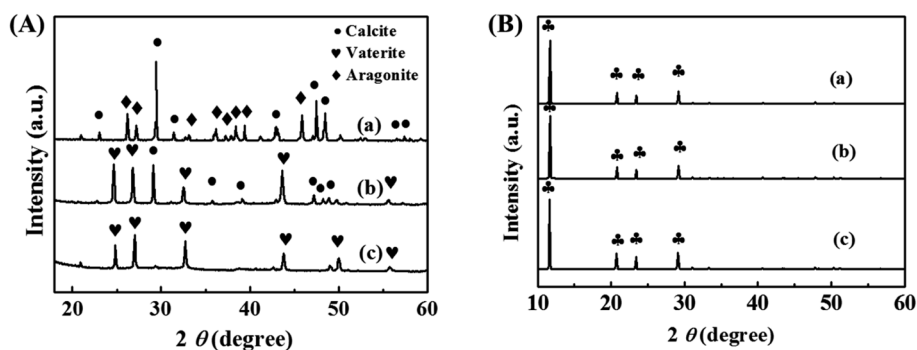 (A)
Intensity (a.u.)
Calcite
Vaterite
Aragonite
(a)
(b)
(c)
20 30 40 50 60
2 θ (degree)
(B)
Intensity (a.u.)
(a)
(b)
(c)
10 20 30 40 50 60
2 θ (degree)